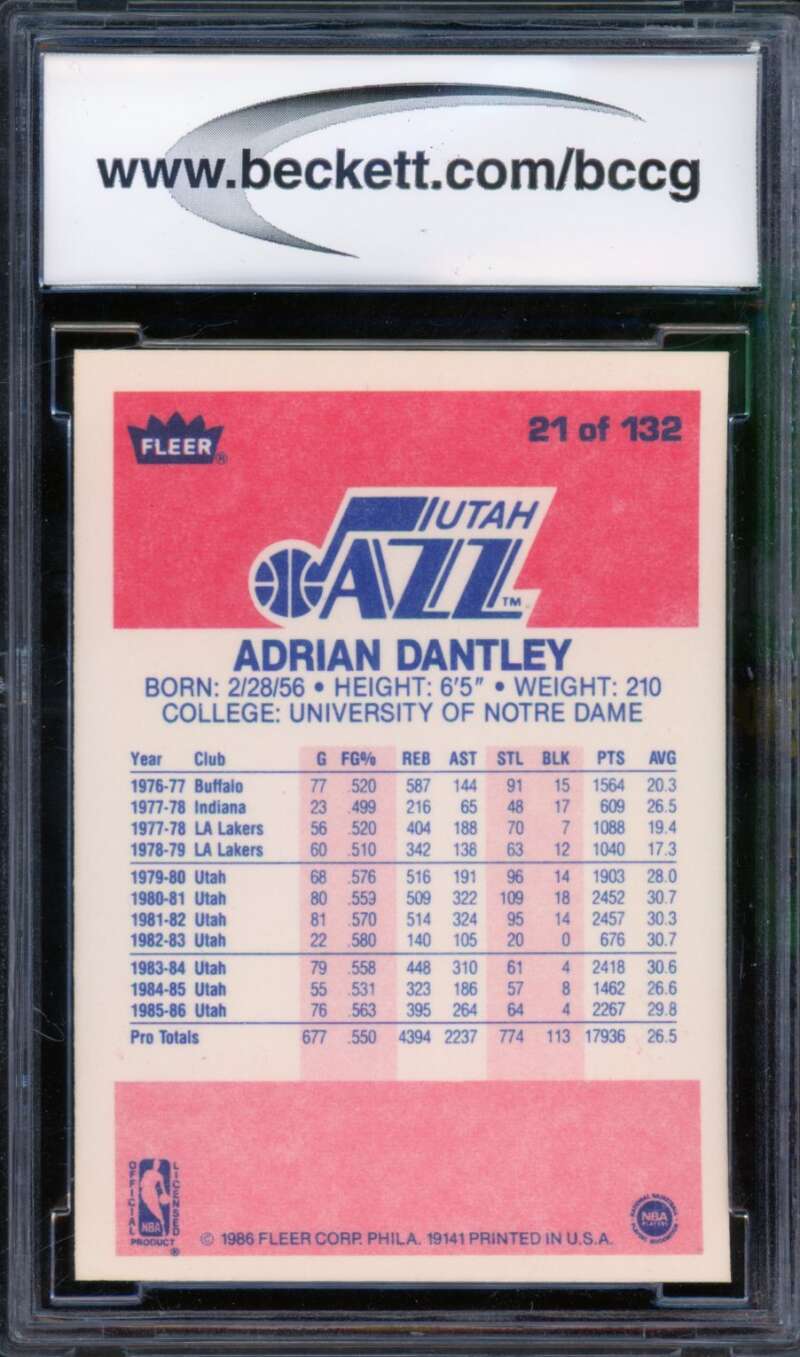 www.beckett.com/bccg
FLEER®
21 of 132
UTAH
JAZZ™
ADRIAN DANTLEY
BORN: 2/28/56 • HEIGHT: 6'5" • WEIGHT: 210
COLLEGE: UNIVERSITY OF NOTRE DAME
Year Club G FG% REB AST STL BLK PTS AVG
1976-77 Buffalo 77 .520 587 144 91 15 1564 20.3
1977-78 Indiana 23 .499 216 65 48 17 609 26.5
1977-78 LA Lakers 56 .520 404 188 70 7 1088 19.4
1978-79 LA Lakers 60 .510 342 138 63 12 1040 17.3
1979-80 Utah 68 .576 516 191 96 14 1903 28.0
1980-81 Utah 80 .559 509 322 109 18 2452 30.7
1981-82 Utah 81 .570 514 324 95 14 2457 30.3
1982-83 Utah 22 .580 140 105 20 0 676 30.7
1983-84 Utah 79 .558 448 310 61 4 2418 30.6
1984-85 Utah 55 .531 323 186 57 8 1462 26.6
1985-86 Utah 76 .563 395 264 64 4 2267 29.8
Pro Totals 677 .550 4394 2237 774 113 17936 26.5
OFFICIAL LICENSED
NBA
PRODUCT®
© 1986 FLEER CORP. PHILA. 19141 PRINTED IN U.S.A.
NBA
PLAYERS